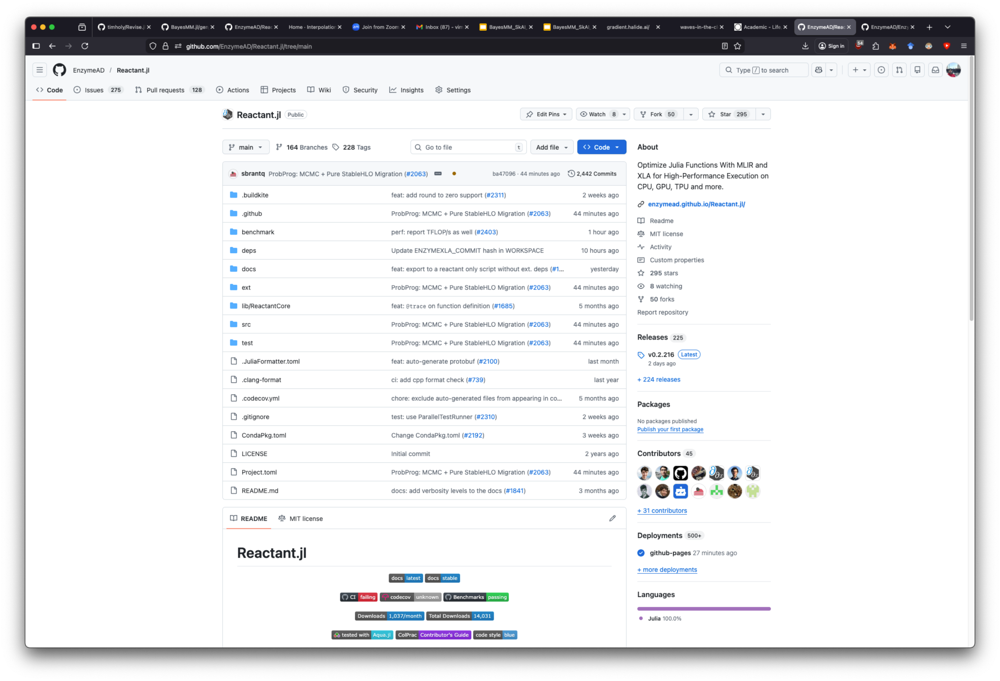 timholy/Revise.j
BayesMM.jl/gen
EnzymeAD/Reac
Home · Interpolation
zm Join from Zoom
Inbox (87) - vim
BayesMM_SkAI_
BayesMM_SkAI_
gradient.halide.ai/
waves-in-the-cl
Academic - Life
EnzymeAD/Reac
EnzymeAD/Enzy
github.com/EnzymeAD/Reactant.jl/tree/main
Sign in
54
EnzymeAD / Reactant.jl
Type / to search
Code
Issues 275
Pull requests 128
Actions
Projects
Wiki
Security
Insights
Settings
Reactant.jl Public
Edit Pins
Watch 8
Fork 50
Star 295
main
164 Branches
228 Tags
Go to file t
Add file
Code
sbrantq ProbProg: MCMC + Pure StableHLO Migration (#2063) ba47096 · 44 minutes ago 2,442 Commits
.buildkite feat: add round to zero support (#2311) 2 weeks ago
.github ProbProg: MCMC + Pure StableHLO Migration (#2063) 44 minutes ago
benchmark perf: report TFLOP/s as well (#2403) 1 hour ago
deps Update ENZYMEXLA_COMMIT hash in WORKSPACE 10 hours ago
docs feat: export to a reactant only script without ext. deps (#1... yesterday
ext ProbProg: MCMC + Pure StableHLO Migration (#2063) 44 minutes ago
lib/ReactantCore feat: @trace on function definition (#1685) 5 months ago
src ProbProg: MCMC + Pure StableHLO Migration (#2063) 44 minutes ago
test ProbProg: MCMC + Pure StableHLO Migration (#2063) 44 minutes ago
.JuliaFormatter.toml feat: auto-generate protobuf (#2100) last month
.clang-format ci: add cpp format check (#739) last year
.codecov.yml chore: exclude auto-generated files from appearing in co... 5 months ago
.gitignore test: use ParallelTestRunner (#2310) 2 weeks ago
CondaPkg.toml Change CondaPkg.toml (#2192) 3 weeks ago
LICENSE Initial commit 2 years ago
Project.toml ProbProg: MCMC + Pure StableHLO Migration (#2063) 44 minutes ago
README.md docs: add verbosity levels to the docs (#1841) 3 months ago
README
MIT license
Reactant.jl
docs latest docs stable
CI failing codecov unknown Benchmarks passing
Downloads 1,037/month Total Downloads 14,031
tested with Aqua.jl ColPrac Contributor's Guide code style blue
About
Optimize Julia Functions With MLIR and
XLA for High-Performance Execution on
CPU, GPU, TPU and more.
enzymead.github.io/Reactant.jl/
Readme
MIT license
Activity
Custom properties
295 stars
8 watching
50 forks
Report repository
Releases 225
v0.2.216 Latest
2 days ago
+ 224 releases
Packages
No packages published
Publish your first package
Contributors 45
+ 31 contributors
Deployments 500+
github-pages 27 minutes ago
+ more deployments
Languages
Julia 100.0%